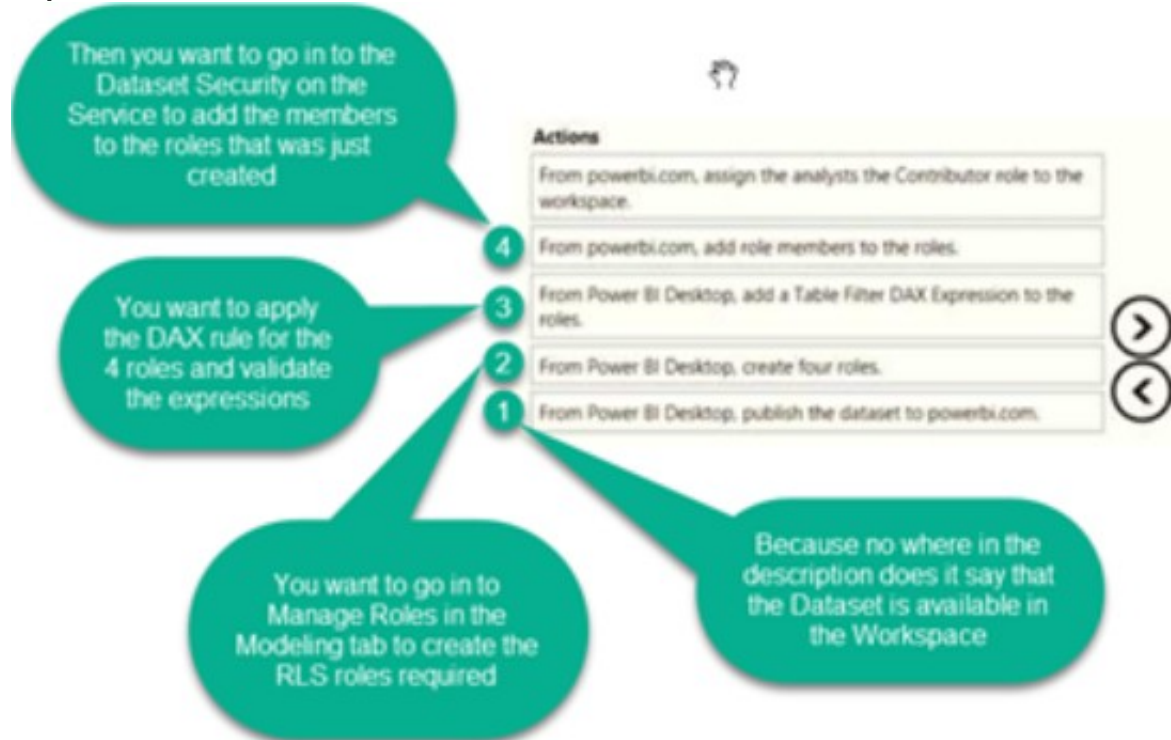 Then you want to go in to the
Dataset Security on the
Service to add the members
to the roles that was just
created
Actions
From powerbi.com, assign the analysts the Contributor role to the
workspace.
4
From powerbi.com, add role members to the roles.
You want to apply
the DAX rule for the
4 roles and validate
the expressions
3
From Power BI Desktop, add a Table Filter DAX Expression to the
roles.
2
From Power BI Desktop, create four roles.
1
From Power BI Desktop, publish the dataset to powerbi.com.
You want to go in to
Manage Roles in the
Modeling tab to create the
RLS roles required
Because no where in the
description does it say that
the Dataset is available in
the Workspace